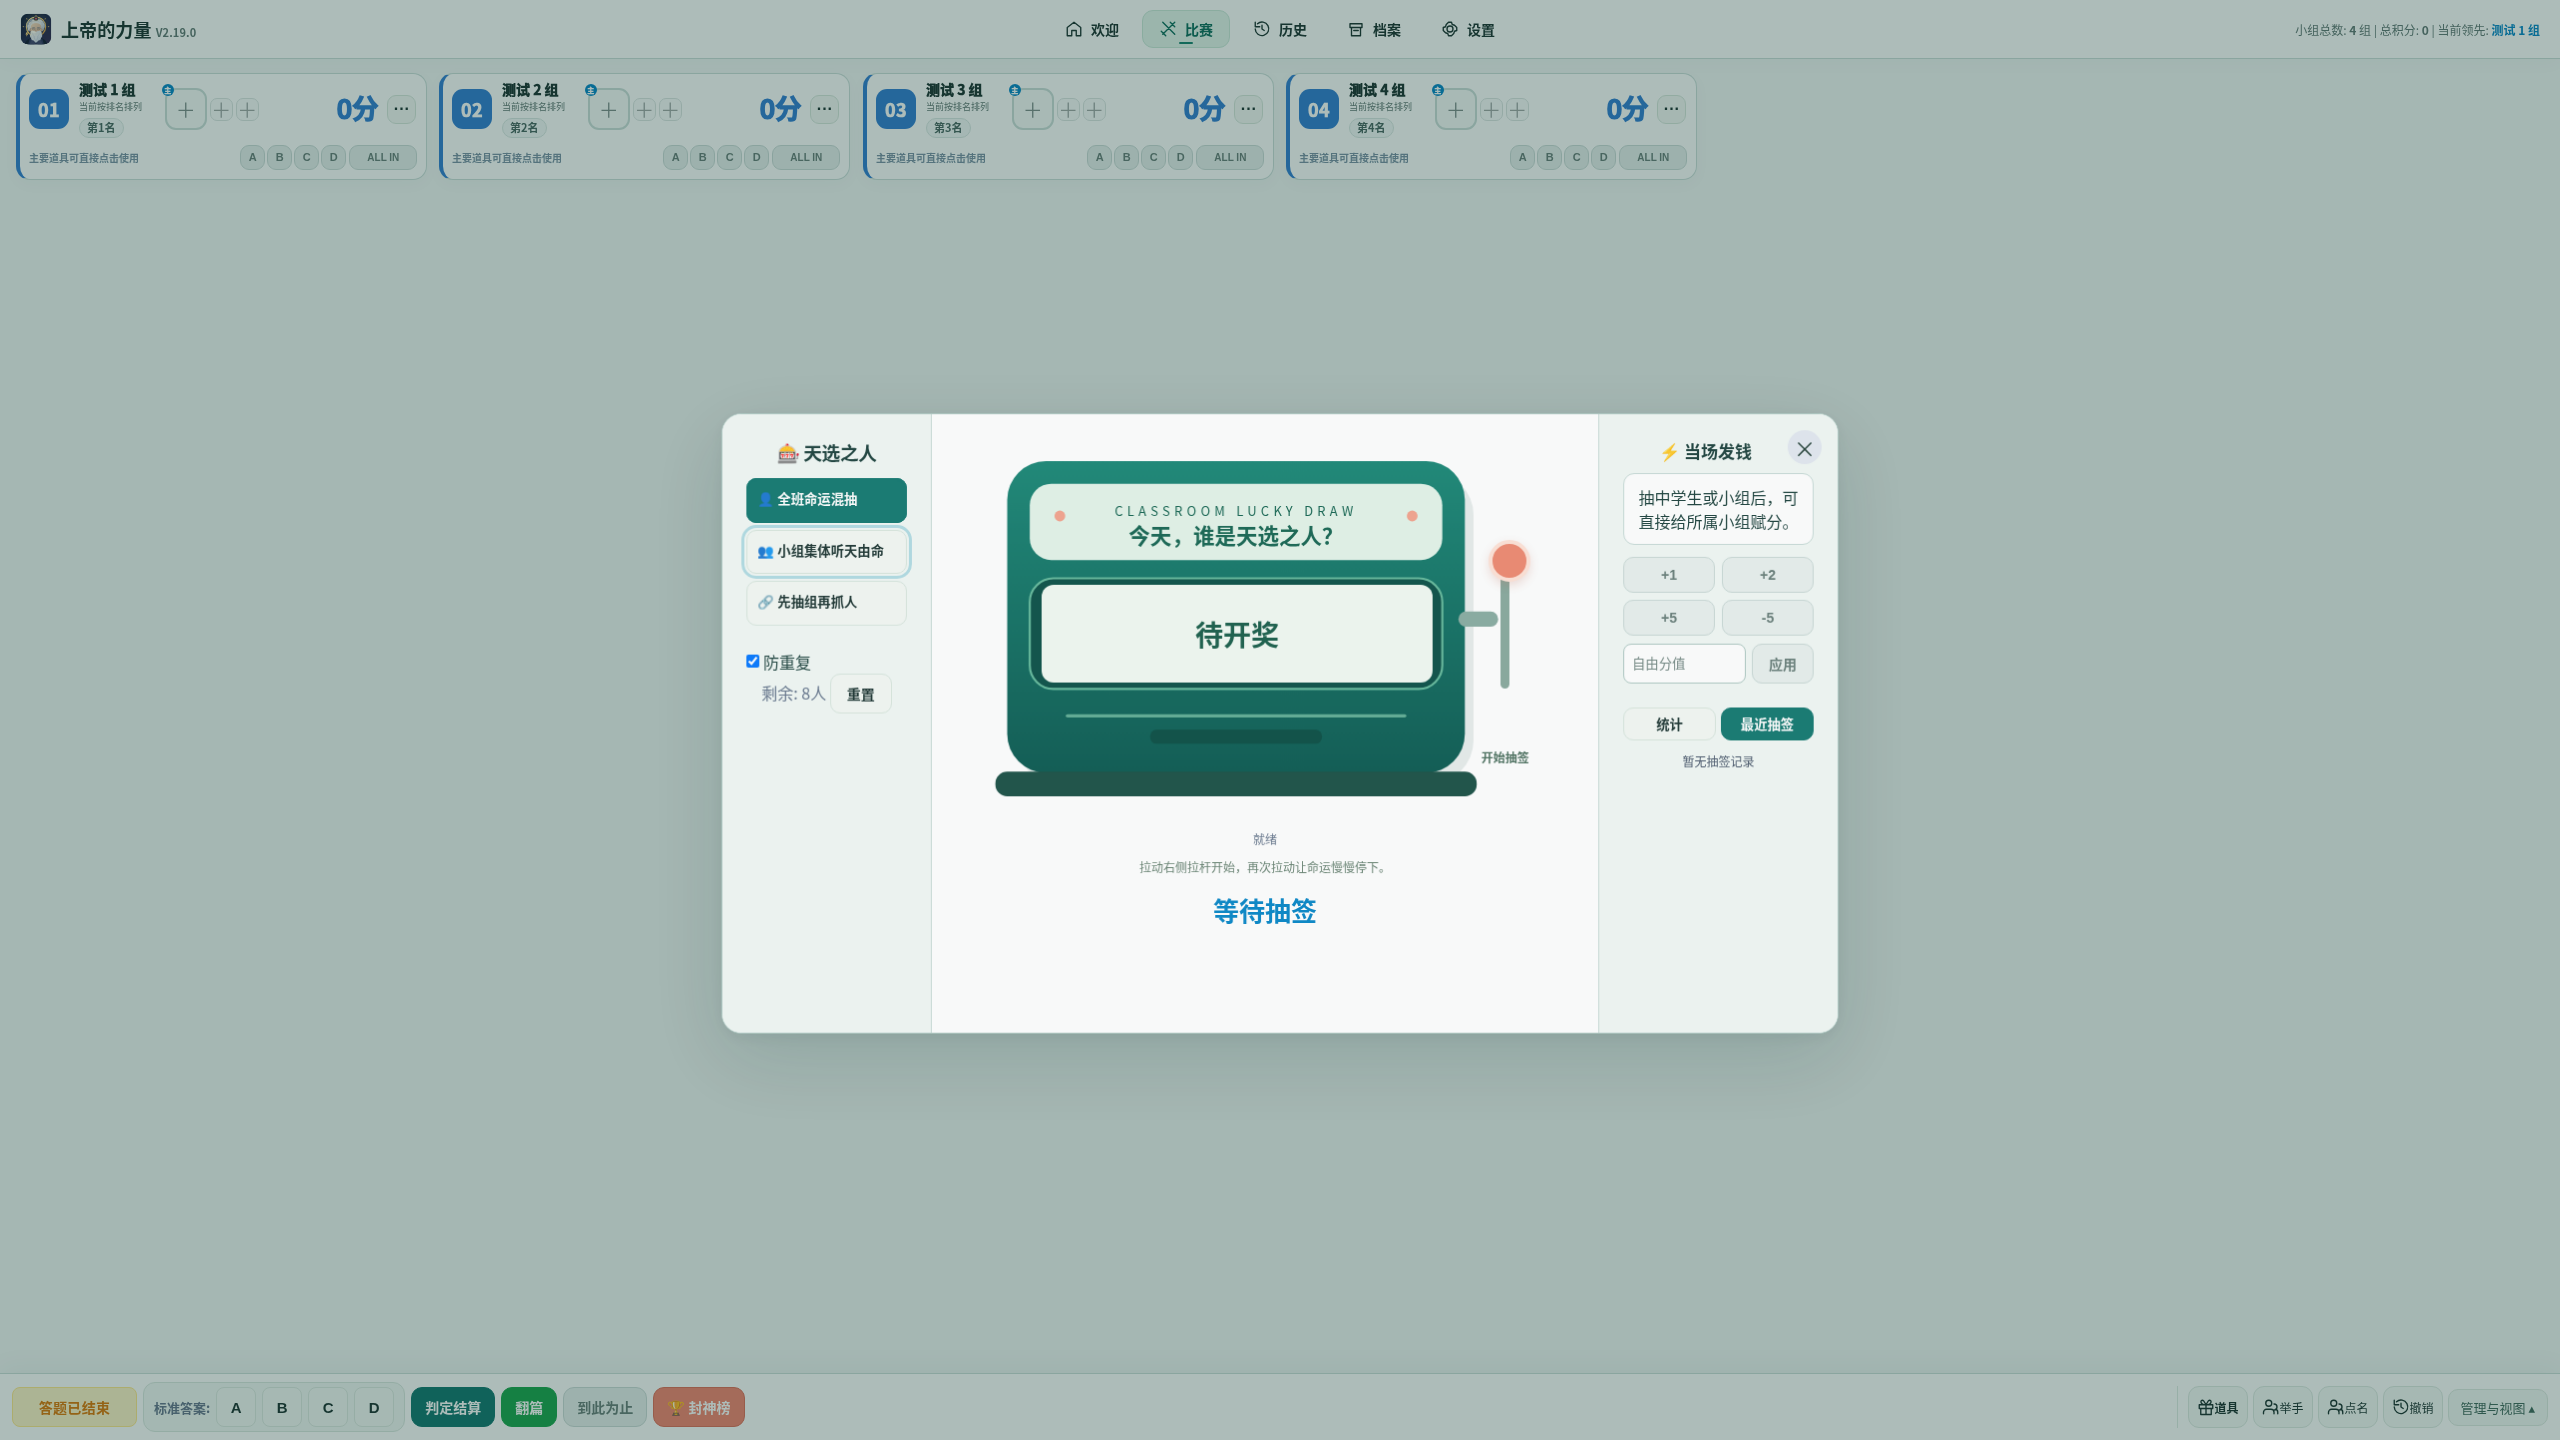 上帝的力量 V2.19.0
欢迎
比赛
历史
档案
设置
小组总数: 4 组 | 总积分: 0 | 当前领先: 测试 1 组
01
测试 1 组
当前按排名排列
第1名
主
0分
主要道具可直接点击使用
A B C D ALL IN
02
测试 2 组
当前按排名排列
第2名
主
0分
主要道具可直接点击使用
A B C D ALL IN
03
测试 3 组
当前按排名排列
第3名
主
0分
主要道具可直接点击使用
A B C D ALL IN
04
测试 4 组
当前按排名排列
第4名
主
0分
主要道具可直接点击使用
A B C D ALL IN
天选之人
全班命运混抽
小组集体听天由命
先抽组再抓人
防重复
剩余: 8人 重置
CLASSROOM LUCKY DRAW
今天，谁是天选之人？
待开奖
开始抽签
就绪
拉动右侧拉杆开始，再次拉动让命运慢慢停下。
等待抽签
当场发钱
抽中学生或小组后，可
直接给所属小组赋分。
+1 +2
+5 -5
自由分值 应用
统计 最近抽签
暂无抽签记录
答题已结束
标准答案: A B C D
判定结算
翻篇
到此为止
封神榜
道具
举手
点名
撤销
管理与视图 ▴